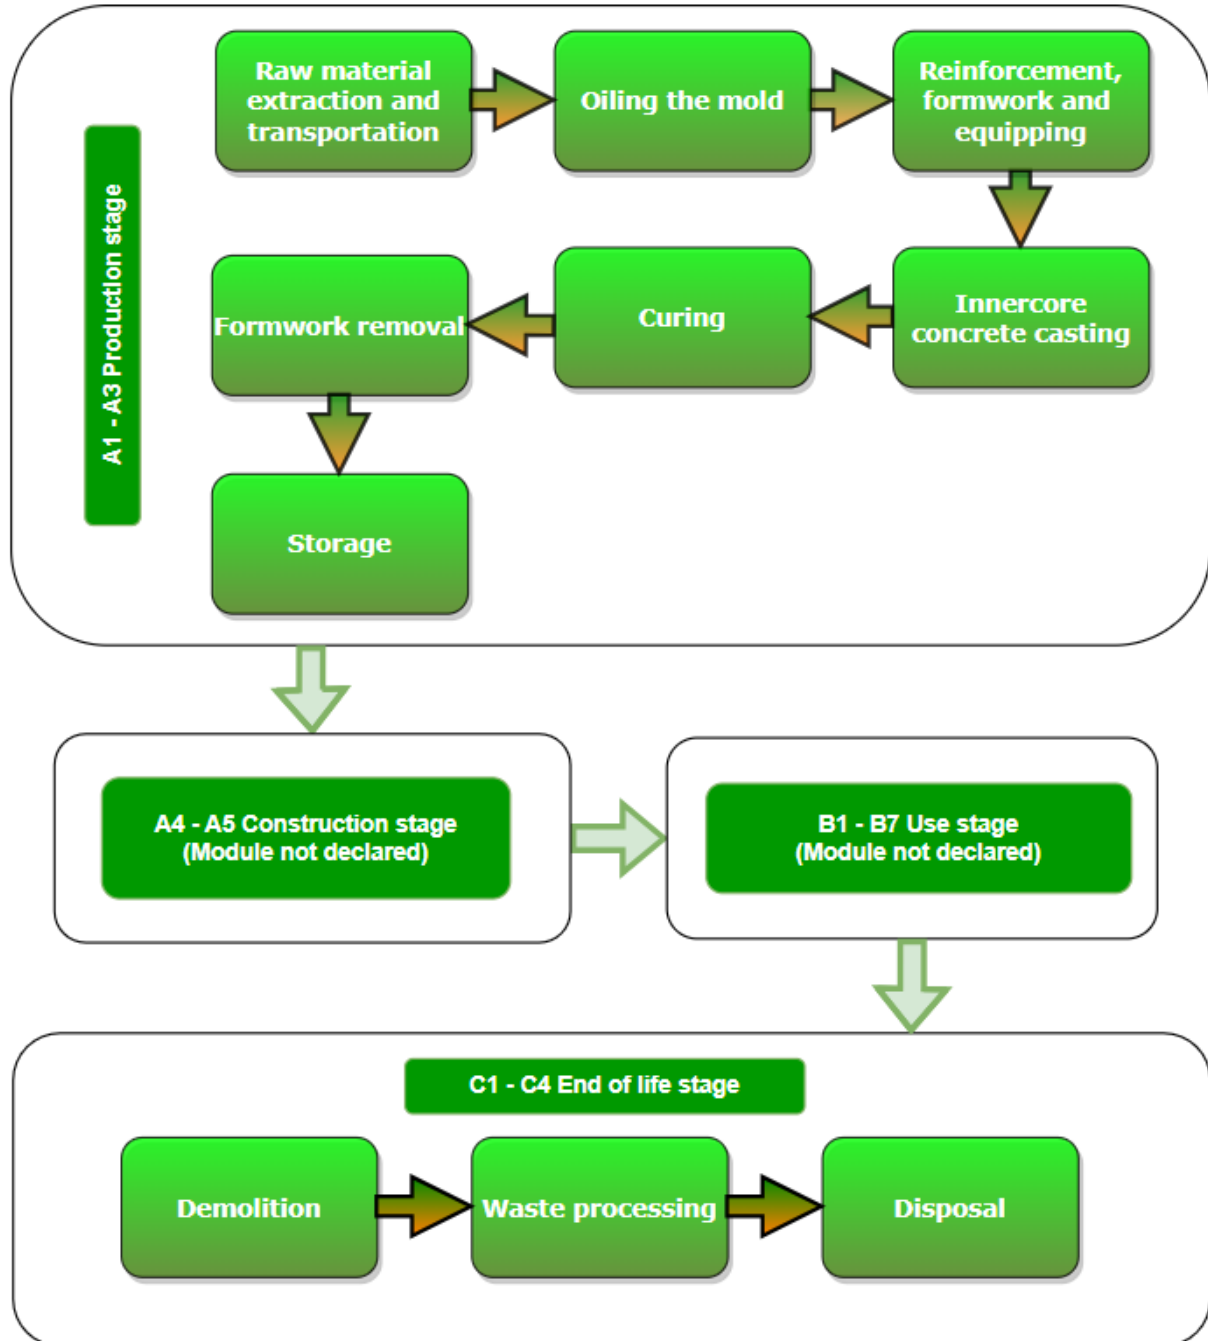 A1 - A3 Production stage
Raw material
extraction and
transportation
Oiling the mold
Reinforcement,
formwork and
equipping
Innercore
concrete casting
Curing
Formwork removal
Storage
A4 - A5 Construction stage
(Module not declared)
B1 - B7 Use stage
(Module not declared)
C1 - C4 End of life stage
Demolition
Waste processing
Disposal